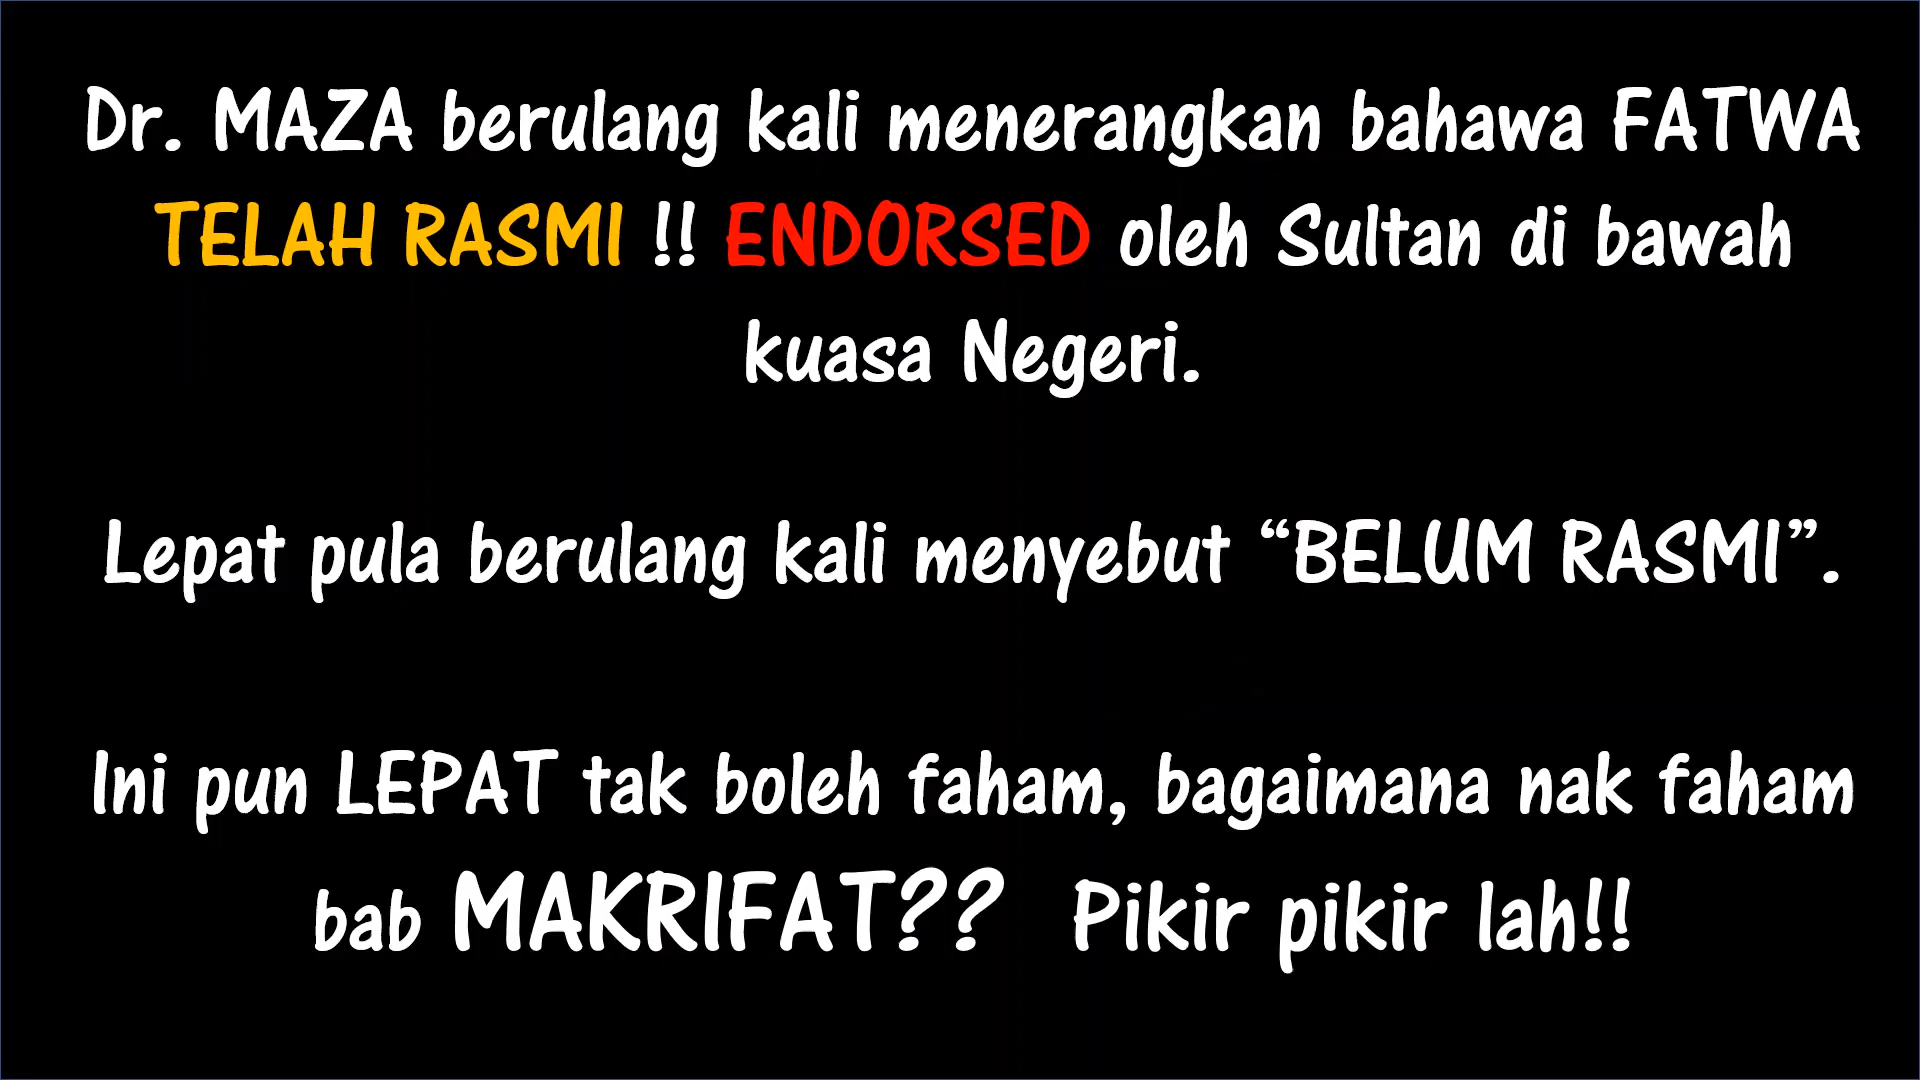 Dr. MAZA berulang kali menerangkan bahawa FATWA
TELAH RASMI !! ENDORSED oleh Sultan di bawah
kuasa Negeri.
Lepat pula berulang kali menyebut “BELUM RASMI”.
Ini pun LEPAT tak boleh faham, bagaimana nak faham
bab MAKRIFAT?? Pikir pikir lah!!